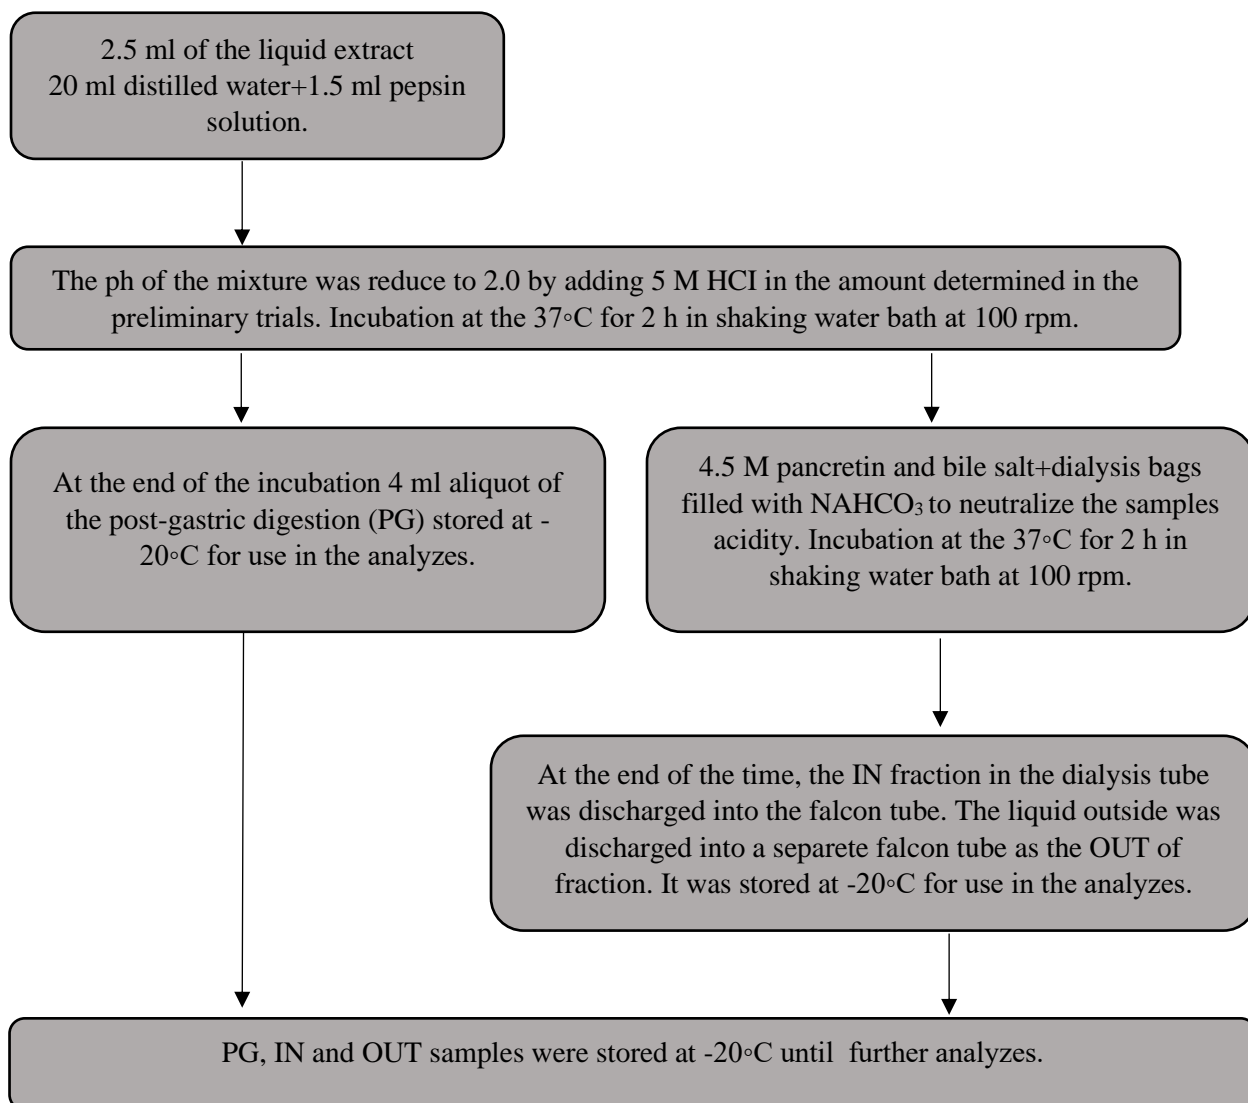 2.5 ml of the liquid extract
20 ml distilled water+1.5 ml pepsin
solution.
The ph of the mixture was reduce to 2.0 by adding 5 M HCI in the amount determined in the
preliminary trials. Incubation at the 37◦C for 2 h in shaking water bath at 100 rpm.
At the end of the incubation 4 ml aliquot of
the post-gastric digestion (PG) stored at -
20◦C for use in the analyzes.
4.5 M pancretin and bile salt+dialysis bags
filled with NAHCO₃ to neutralize the samples
acidity. Incubation at the 37◦C for 2 h in
shaking water bath at 100 rpm.
At the end of the time, the IN fraction in the dialysis tube
was discharged into the falcon tube. The liquid outside was
discharged into a separete falcon tube as the OUT of
fraction. It was stored at -20◦C for use in the analyzes.
PG, IN and OUT samples were stored at -20◦C until further analyzes.